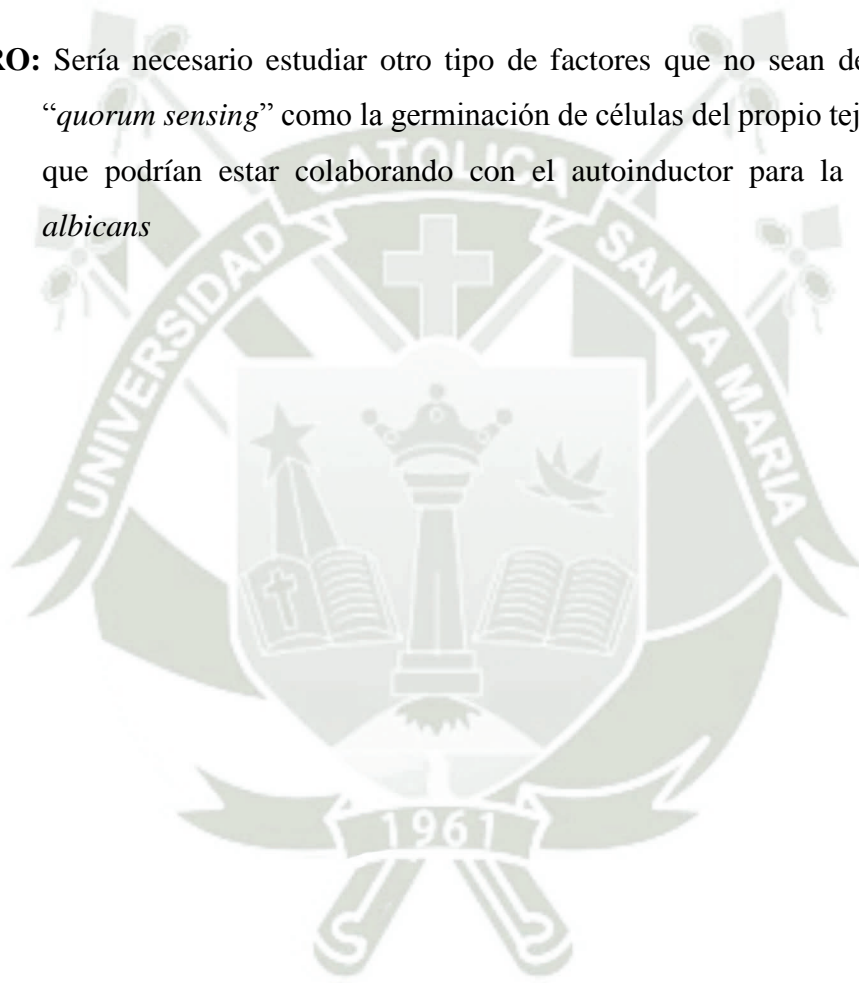 RO: Sería necesario estudiar otro tipo de factores que no sean de
“quorum sensing” como la germinación de células del propio tej
que podrían estar colaborando con el autoinductor para la
albicans
UNIVERSIDAD CATOLICA SANTA MARIA
1961